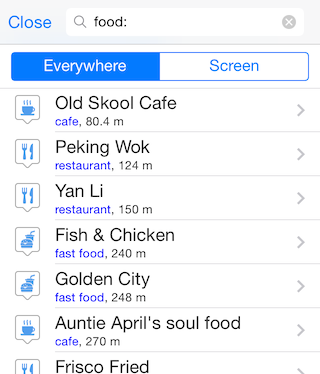 Close
food:
Everywhere
Screen
Old Skool Cafe
cafe, 80.4 m
Peking Wok
restaurant, 124 m
Yan Li
restaurant, 150 m
Fish & Chicken
fast food, 240 m
Golden City
fast food, 248 m
Auntie April's soul food
cafe, 270 m
Frisco Fried